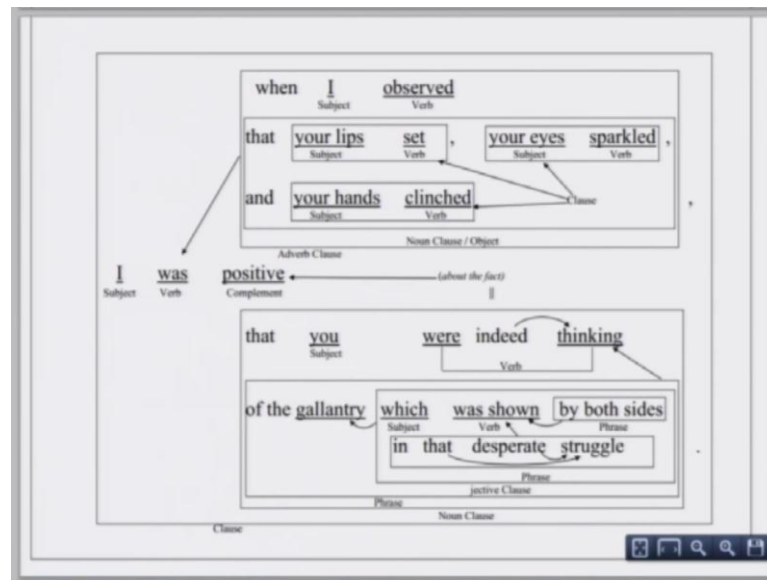 when I observed
Subject Verb
that your lips set , your eyes sparkled ,
Subject Verb Subject Verb
and your hands clinched Clause ,
Subject Verb
Noun Clause / Object
Adverb Clause
I was positive (about the fact)
Subject Verb Complement
||
that you were indeed thinking
Subject Verb
of the gallantry which was shown by both sides
Subject Verb Phrase
in that desperate struggle .
Phrase
jective Clause
Phrase
Noun Clause
Clause